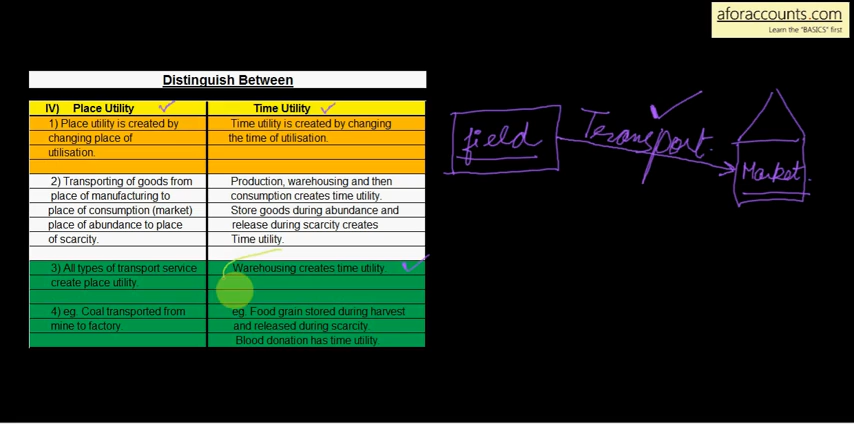 aforaccounts.com
Learn the "BASICS" first
Distinguish Between
IV) Place Utility
Time Utility
1) Place utility is created by
changing place of
utilisation.
Time utility is created by changing
the time of utilisation.
2) Transporting of goods from
place of manufacturing to
place of consumption (market)
place of abundance to place
of scarcity.
Production, warehousing and then
consumption creates time utility.
Store goods during abundance and
release during scarcity creates
Time utility.
3) All types of transport service
create place utility.
Warehousing creates time utility
4) eg. Coal transported from
mine to factory.
eg. Food grain stored during harvest
and released during scarcity.
Blood donation has time utility.
field
Transport.
Market.